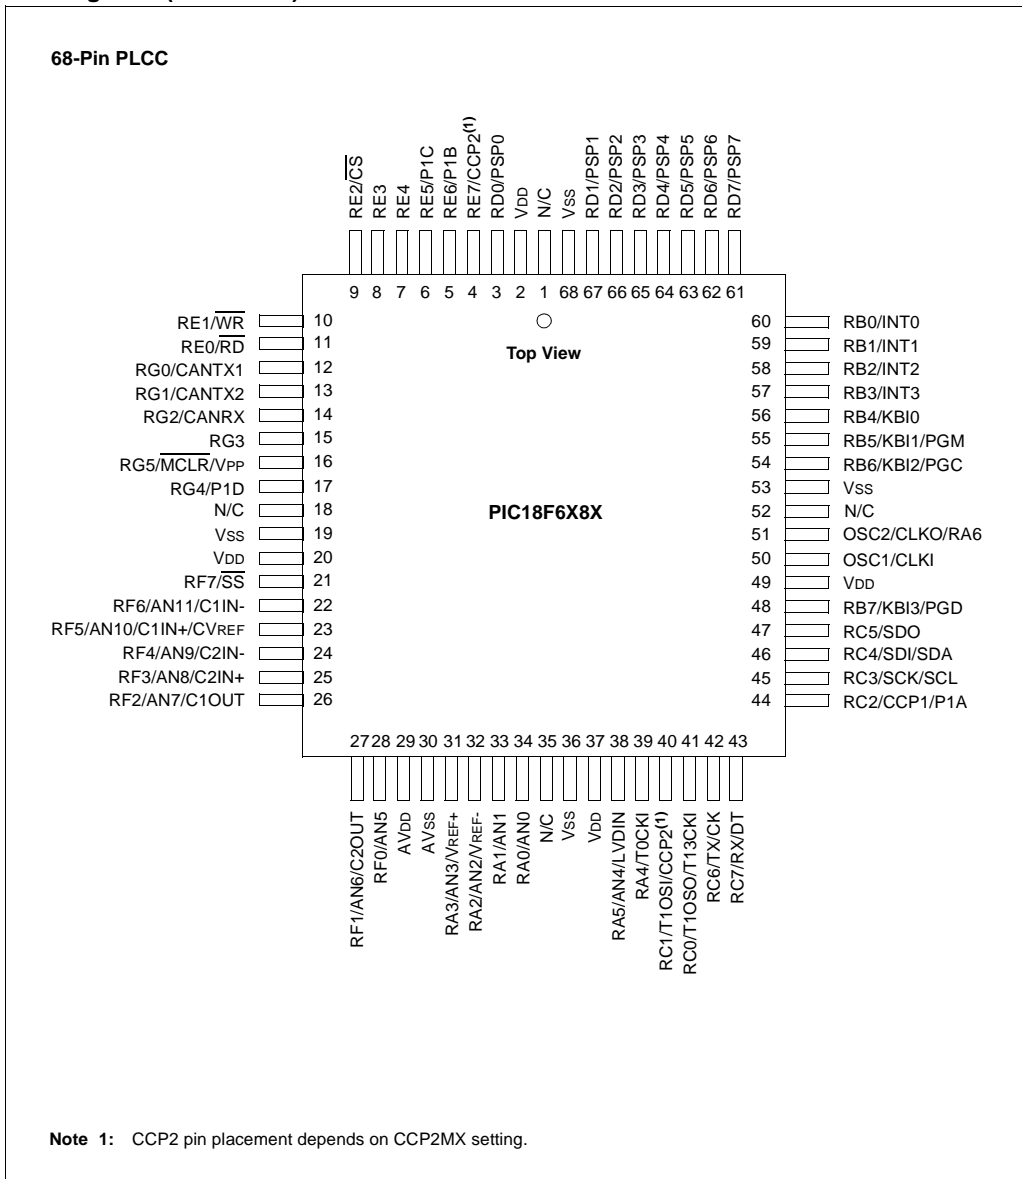 68-Pin PLCC
RE2/CS
RE3
RE4
RE5/P1C
RE6/P1B
RE7/CCP2(1)
RD0/PSP0
VDD
N/C
VSS
RD1/PSP1
RD2/PSP2
RD3/PSP3
RD4/PSP4
RD5/PSP5
RD6/PSP6
RD7/PSP7
9 8 7 6 5 4 3 2 1 68 67 66 65 64 63 62 61
RE1/WR 10
RE0/RD 11
RG0/CANTX1 12
RG1/CANTX2 13
RG2/CANRX 14
RG3 15
RG5/MCLR/VPP 16
RG4/P1D 17
N/C 18
VSS 19
VDD 20
RF7/SS 21
RF6/AN11/C1IN- 22
RF5/AN10/C1IN+/CVREF 23
RF4/AN9/C2IN- 24
RF3/AN8/C2IN+ 25
RF2/AN7/C1OUT 26
Top View
PIC18F6X8X
60 RB0/INT0
59 RB1/INT1
58 RB2/INT2
57 RB3/INT3
56 RB4/KBI0
55 RB5/KBI1/PGM
54 RB6/KBI2/PGC
53 VSS
52 N/C
51 OSC2/CLKO/RA6
50 OSC1/CLKI
49 VDD
48 RB7/KBI3/PGD
47 RC5/SDO
46 RC4/SDI/SDA
45 RC3/SCK/SCL
44 RC2/CCP1/P1A
27 28 29 30 31 32 33 34 35 36 37 38 39 40 41 42 43
RF1/AN6/C2OUT
RF0/AN5
AVDD
AVSS
RA3/AN3/VREF+
RA2/AN2/VREF-
RA1/AN1
RA0/AN0
N/C
VSS
VDD
RA5/AN4/LVDIN
RA4/T0CKI
RC1/T1OSI/CCP2(1)
RC0/T1OSO/T13CKI
RC6/TX/CK
RC7/RX/DT
Note 1: CCP2 pin placement depends on CCP2MX setting.